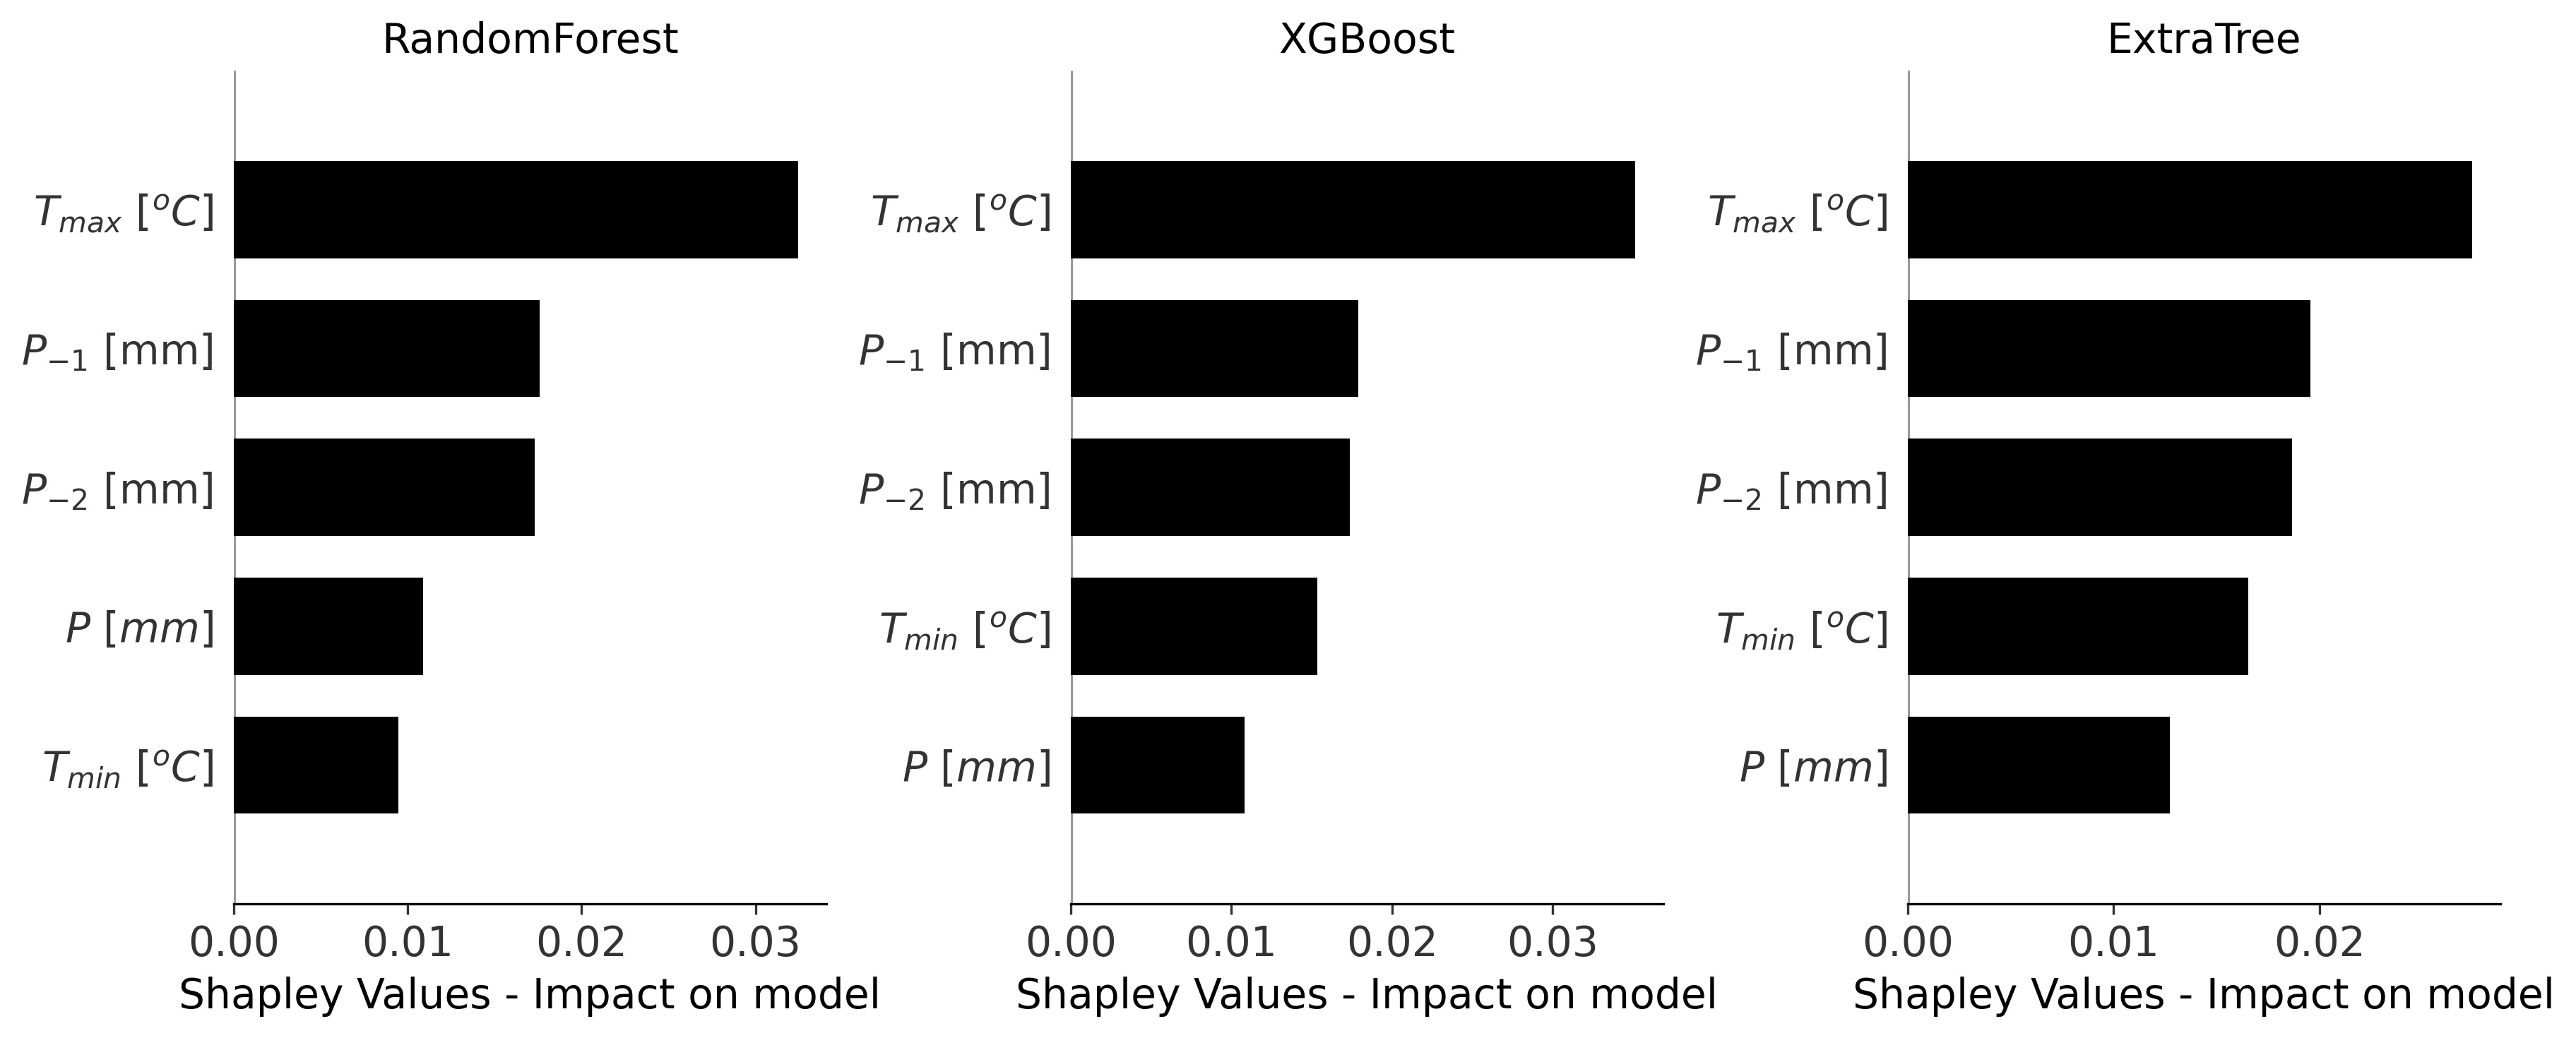 RandomForest
T_max [°C]
P_−1 [mm]
P_−2 [mm]
P [mm]
T_min [°C]
0.00 0.01 0.02 0.03
Shapley Values - Impact on model
XGBoost
T_max [°C]
P_−1 [mm]
P_−2 [mm]
T_min [°C]
P [mm]
0.00 0.01 0.02 0.03
Shapley Values - Impact on model
ExtraTree
T_max [°C]
P_−1 [mm]
P_−2 [mm]
T_min [°C]
P [mm]
0.00 0.01 0.02
Shapley Values - Impact on model